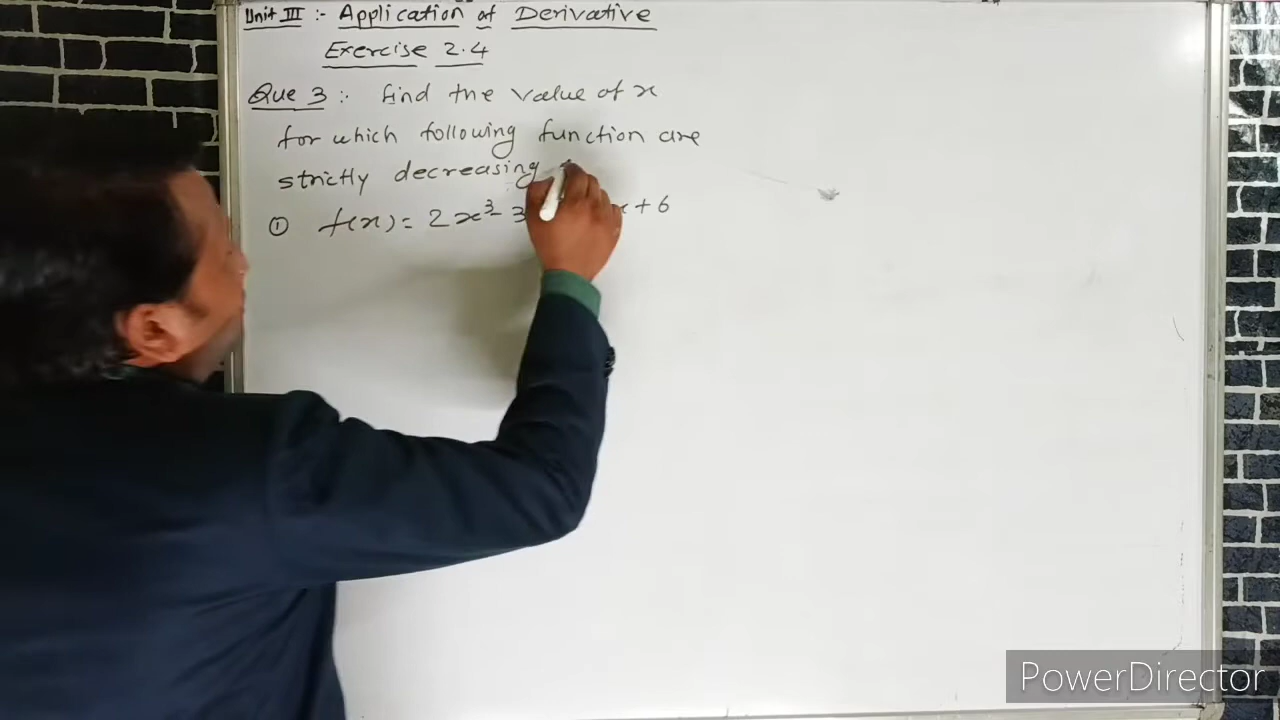 Unit III :- Application of Derivative
Exercise 2.4
Que 3 :- Find the value of x
for which following function are
strictly decreasing
① f(x) = 2x³- 3 x + 6
PowerDirector